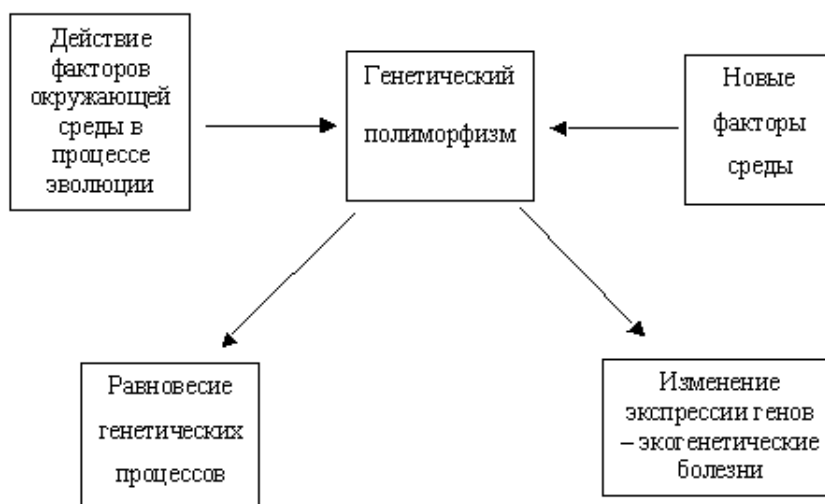 Действие
факторов
окружающей
среды в
процессе
эволюции
Генетический
полиморфизм
Новые
факторы
среды
Равновесие
генетических
процессов
Изменение
экспрессии генов
– экогенетические
болезни